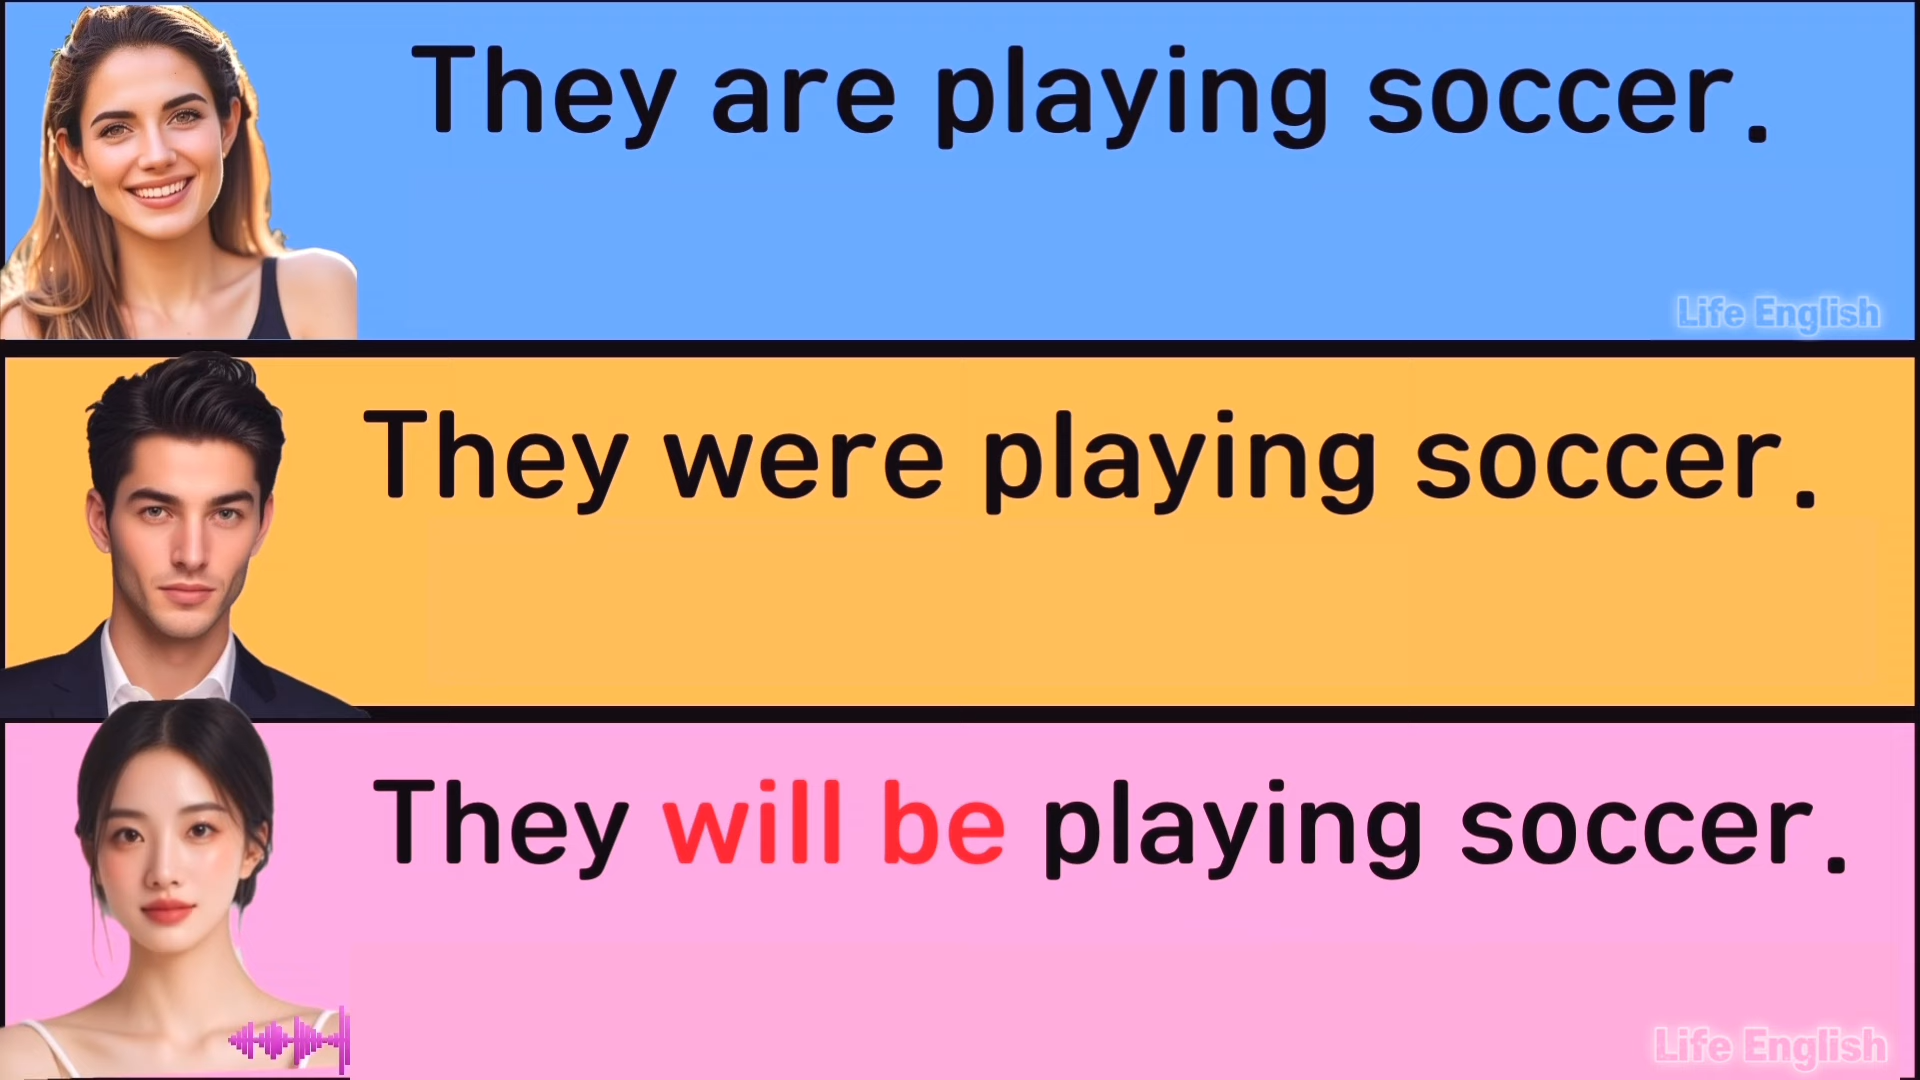 They are playing soccer.
Life English
They were playing soccer.
They will be playing soccer.
Life English